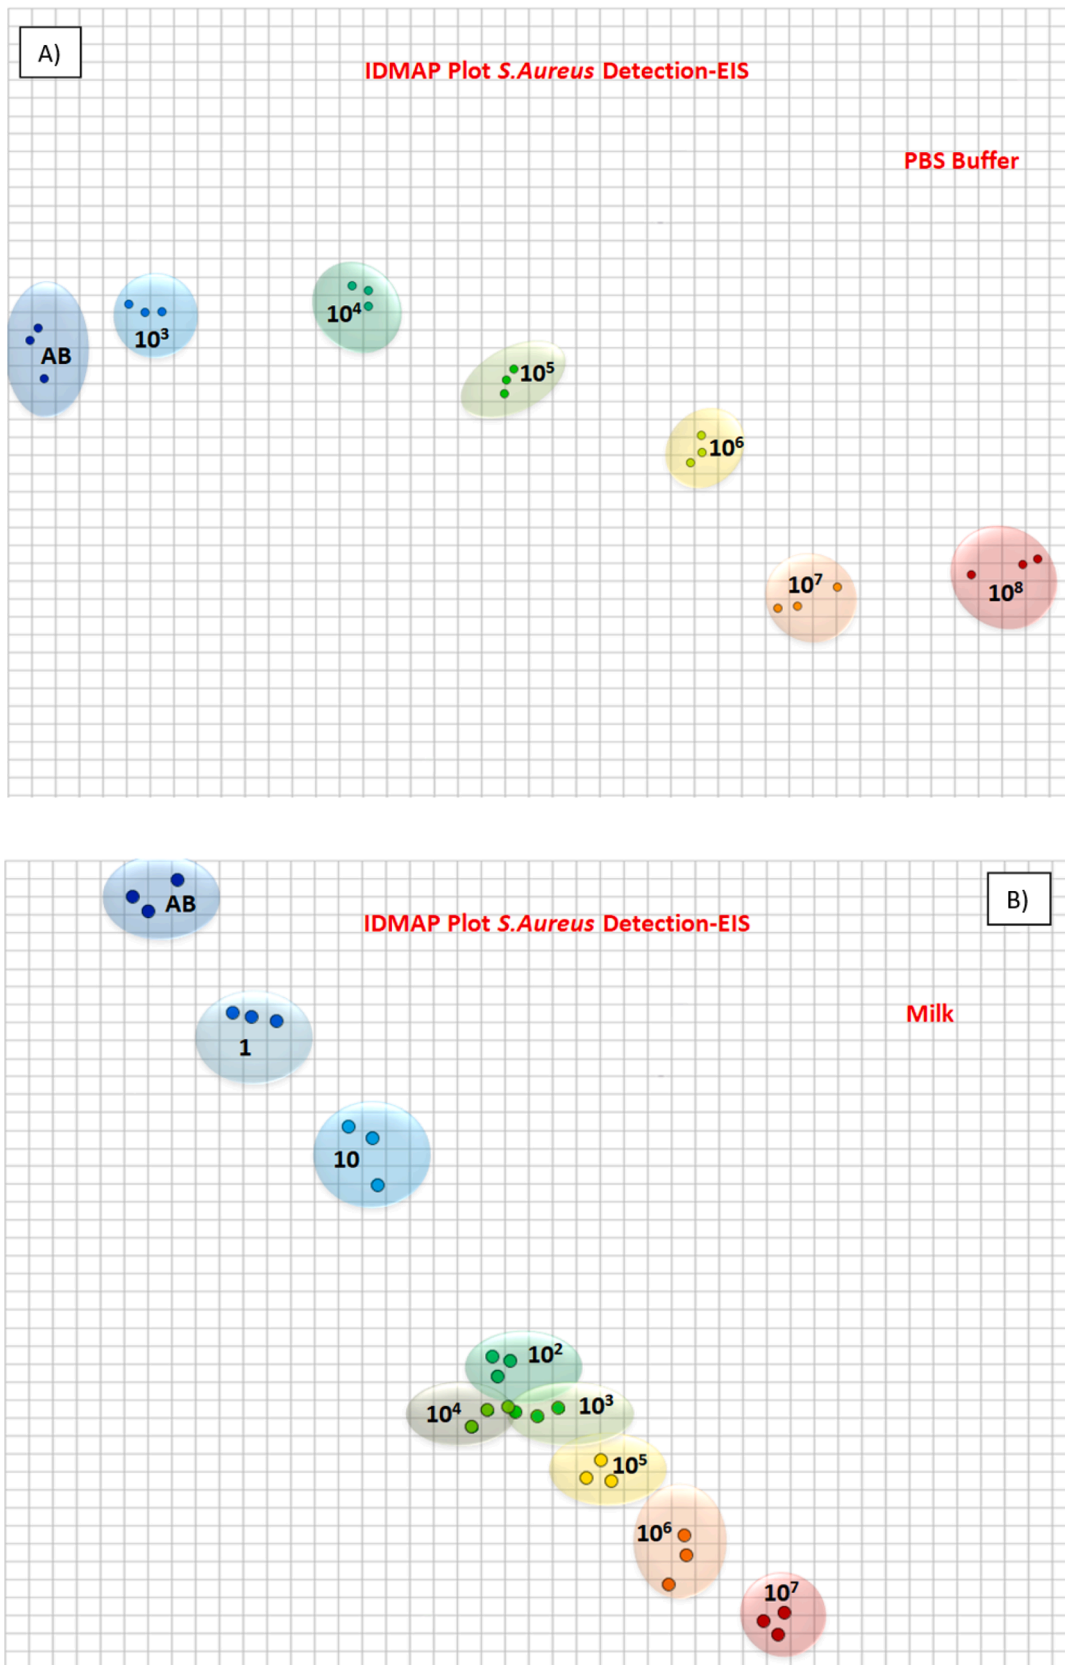 A)
IDMAP Plot S.Aureus Detection-EIS
PBS Buffer
AB
10³
10⁴
10⁵
10⁶
10⁷
10⁸
B)
AB
IDMAP Plot S.Aureus Detection-EIS
Milk
1
10
10²
10⁴
10³
10⁵
10⁶
10⁷